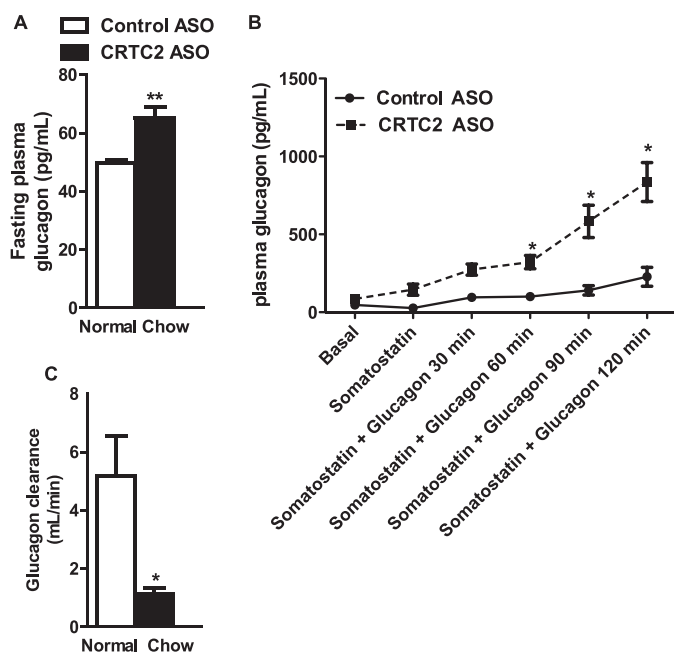 A
Control ASO
CRTC2 ASO
Fasting plasma
glucagon (pg/mL)
80
60
40
20
0
**
Normal Chow
B
plasma glucagon (pg/mL)
1500
1000
500
0
Control ASO
CRTC2 ASO
*
*
*
Basal
Somatostatin
Somatostatin + Glucagon 30 min
Somatostatin + Glucagon 60 min
Somatostatin + Glucagon 90 min
Somatostatin + Glucagon 120 min
C
Glucagon clearance
(mL/min)
8
6
4
2
0
*
Normal Chow